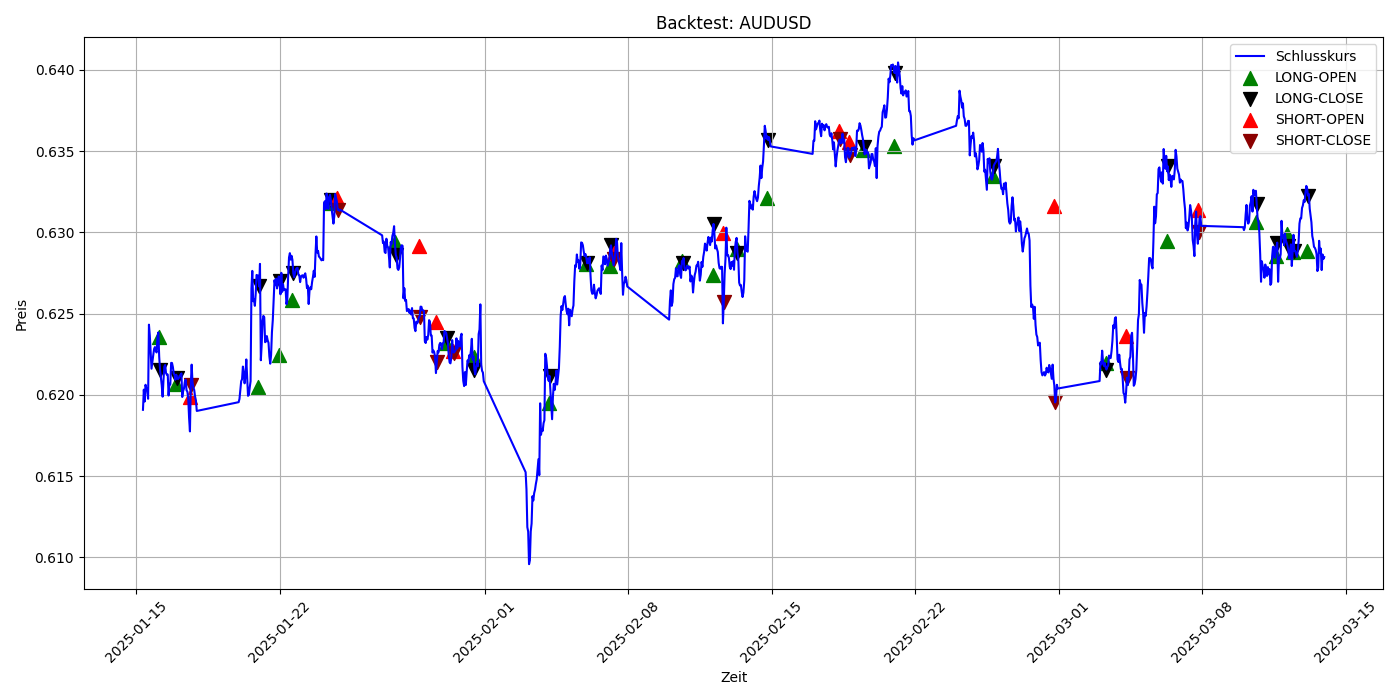 Backtest: AUDUSD
Schlusskurs
LONG-OPEN
LONG-CLOSE
SHORT-OPEN
SHORT-CLOSE
Preis
0.640
0.635
0.630
0.625
0.620
0.615
0.610
2025-01-15
2025-01-22
2025-02-01
2025-02-08
2025-02-15
2025-02-22
2025-03-01
2025-03-08
2025-03-15
Zeit